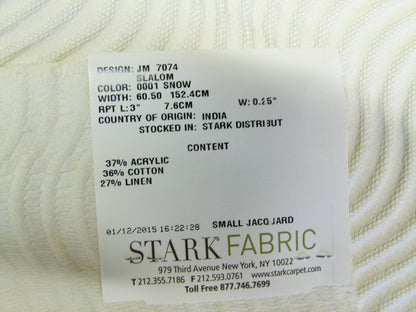 DESIGN: JM 7074
SLALOM
COLOR: 0001 SNOW
WIDTH: 60.50 152.4CM
RPT L: 3" 7.6CM W: 0.25"
COUNTRY OF ORIGIN: INDIA
STOCKED IN: STARK DISTRIBUT
CONTENT
37% ACRYLIC
36% COTTON
27% LINEN
01/12/2015 16:22:28 SMALL JACQUARD
STARK FABRIC
979 Third Avenue New York, NY 10022
T 212.355.7186 F 212.593.0761 www.starkcarpet.com
Toll Free 877.746.7699